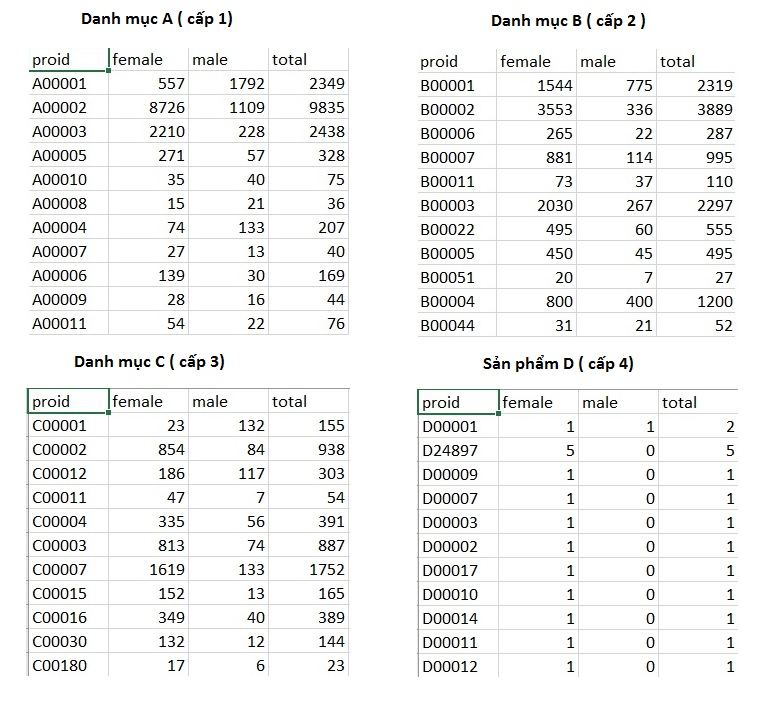 Danh mục A ( cấp 1)
proid female male total
A00001 557 1792 2349
A00002 8726 1109 9835
A00003 2210 228 2438
A00005 271 57 328
A00010 35 40 75
A00008 15 21 36
A00004 74 133 207
A00007 27 13 40
A00006 139 30 169
A00009 28 16 44
A00011 54 22 76
Danh mục B ( cấp 2 )
proid female male total
B00001 1544 775 2319
B00002 3553 336 3889
B00006 265 22 287
B00007 881 114 995
B00011 73 37 110
B00003 2030 267 2297
B00022 495 60 555
B00005 450 45 495
B00051 20 7 27
B00004 800 400 1200
B00044 31 21 52
Danh mục C ( cấp 3)
proid female male total
C00001 23 132 155
C00002 854 84 938
C00012 186 117 303
C00011 47 7 54
C00004 335 56 391
C00003 813 74 887
C00007 1619 133 1752
C00015 152 13 165
C00016 349 40 389
C00030 132 12 144
C00180 17 6 23
Sản phẩm D ( cấp 4)
proid female male total
D00001 1 1 2
D24897 5 0 5
D00009 1 0 1
D00007 1 0 1
D00003 1 0 1
D00002 1 0 1
D00017 1 0 1
D00010 1 0 1
D00014 1 0 1
D00011 1 0 1
D00012 1 0 1